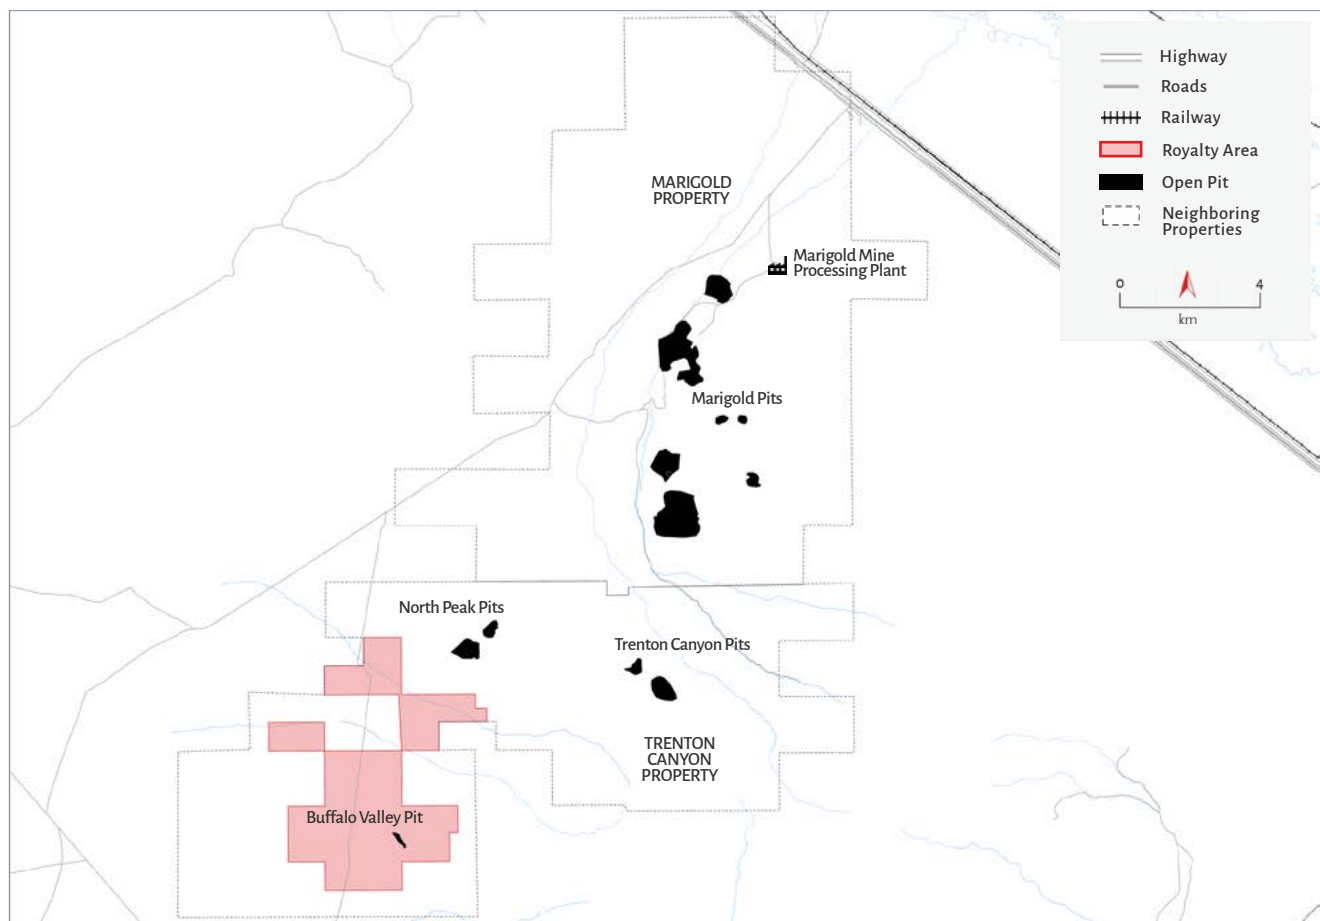 Highway
Roads
Railway
Royalty Area
Open Pit
Neighboring
Properties
0
4
km
MARIGOLD
PROPERTY
Marigold Mine
Processing Plant
Marigold Pits
North Peak Pits
Trenton Canyon Pits
TRENTON
CANYON
PROPERTY
Buffalo Valley Pit